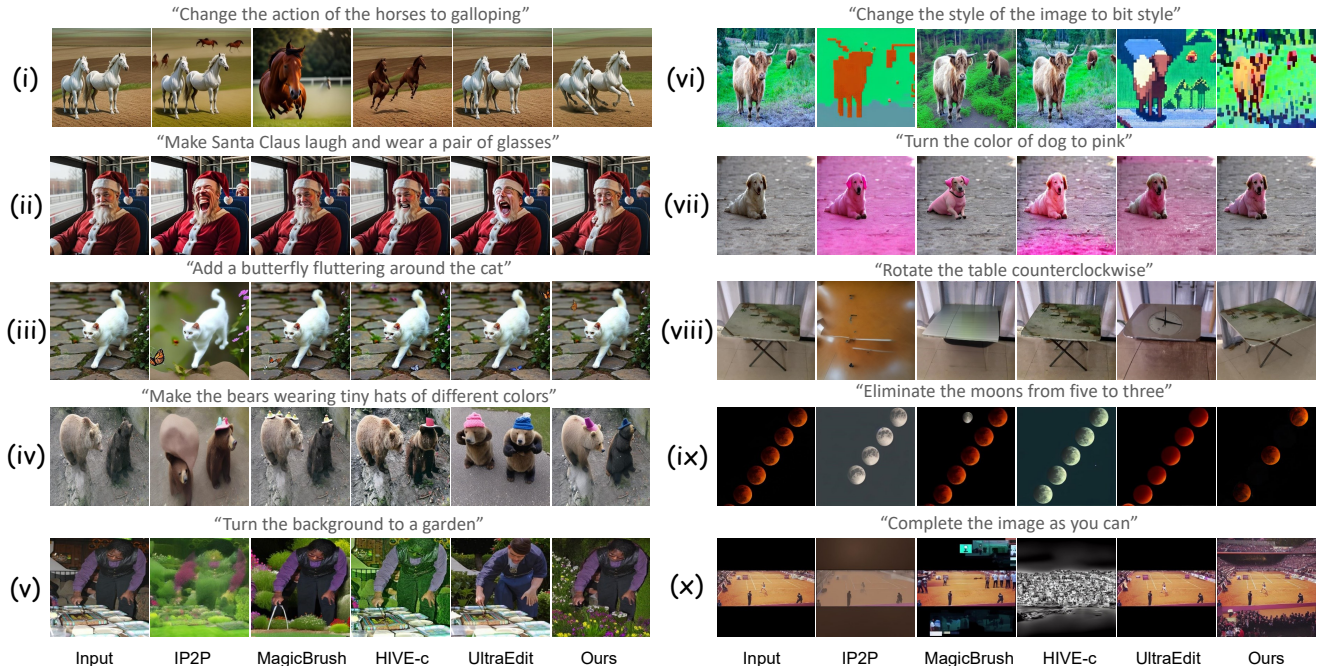 “Change the action of the horses to galloping”
(i)
“Make Santa Claus laugh and wear a pair of glasses”
(ii)
“Add a butterfly fluttering around the cat”
(iii)
“Make the bears wearing tiny hats of different colors”
(iv)
“Turn the background to a garden”
(v)
Input IP2P MagicBrush HIVE-c UltraEdit Ours
“Change the style of the image to bit style”
(vi)
“Turn the color of dog to pink”
(vii)
“Rotate the table counterclockwise”
(viii)
“Eliminate the moons from five to three”
(ix)
“Complete the image as you can”
(x)
Input IP2P MagicBrush HIVE-c UltraEdit Ours